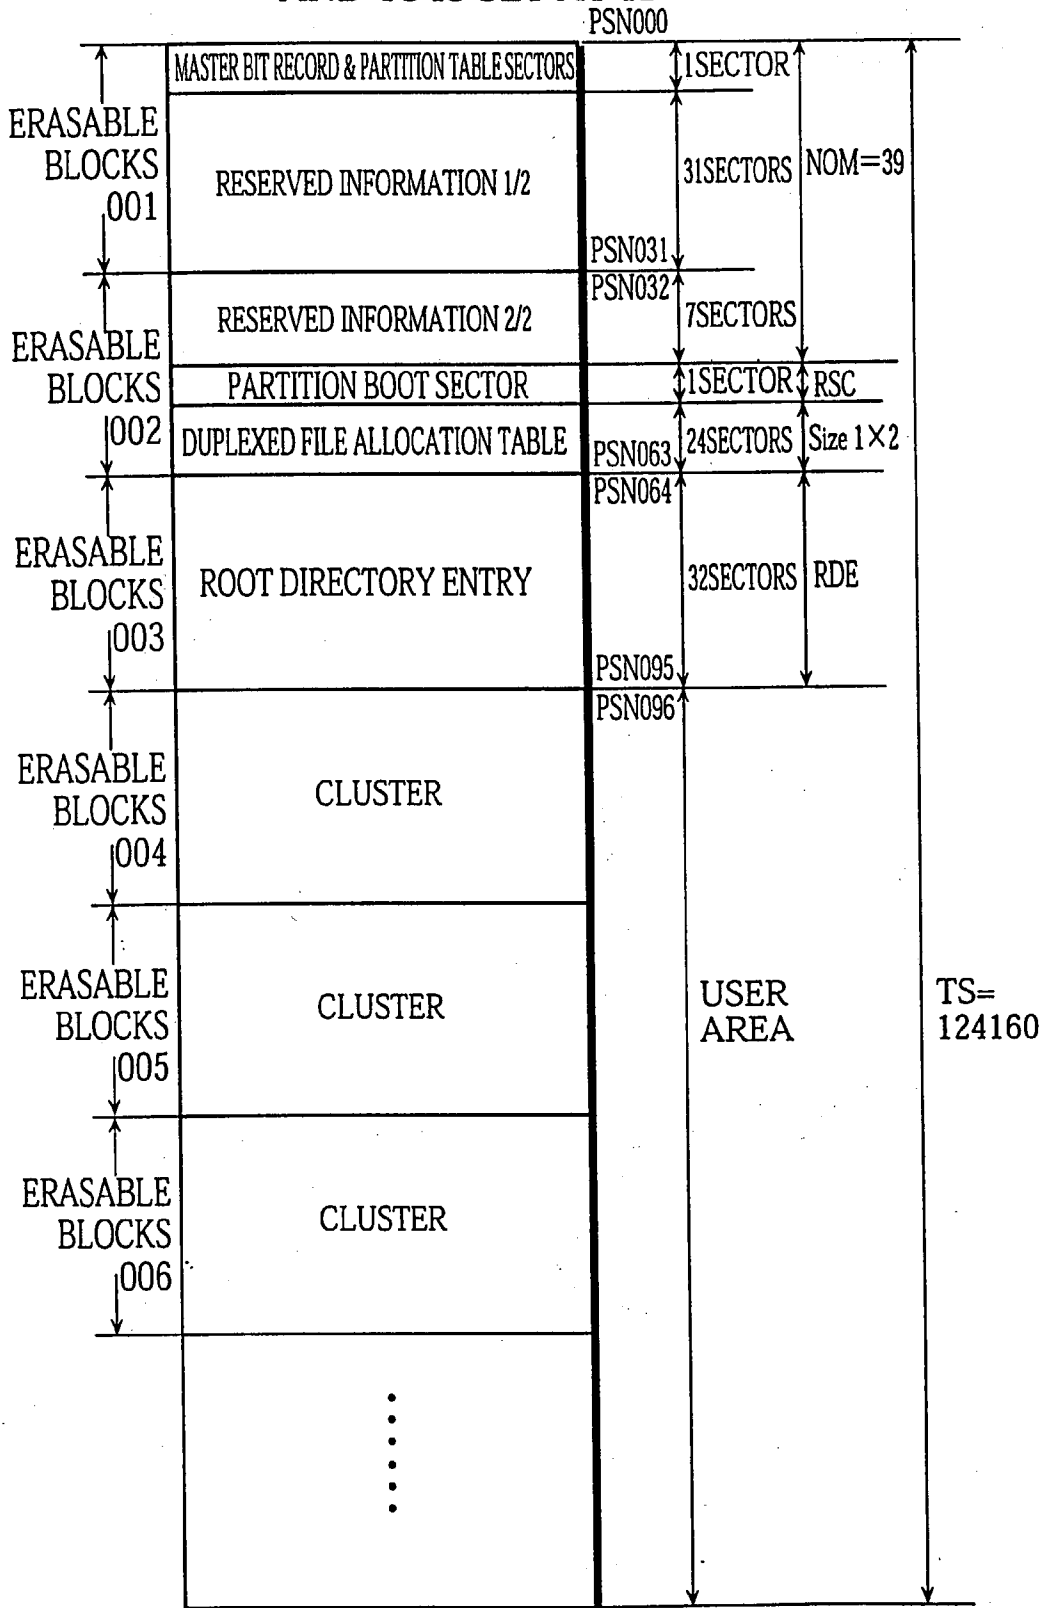 PSN000
MASTER BIT RECORD & PARTITION TABLE SECTORS
1SECTOR
ERASABLE
BLOCKS
001
RESERVED INFORMATION 1/2
31SECTORS
NOM=39
PSN031
PSN032
RESERVED INFORMATION 2/2
7SECTORS
ERASABLE
BLOCKS
002
PARTITION BOOT SECTOR
1SECTOR
RSC
DUPLEXED FILE ALLOCATION TABLE
PSN063
24SECTORS
Size 1×2
PSN064
ERASABLE
BLOCKS
003
ROOT DIRECTORY ENTRY
32SECTORS
RDE
PSN095
PSN096
ERASABLE
BLOCKS
004
CLUSTER
ERASABLE
BLOCKS
005
CLUSTER
USER
AREA
TS=
124160
ERASABLE
BLOCKS
006
CLUSTER